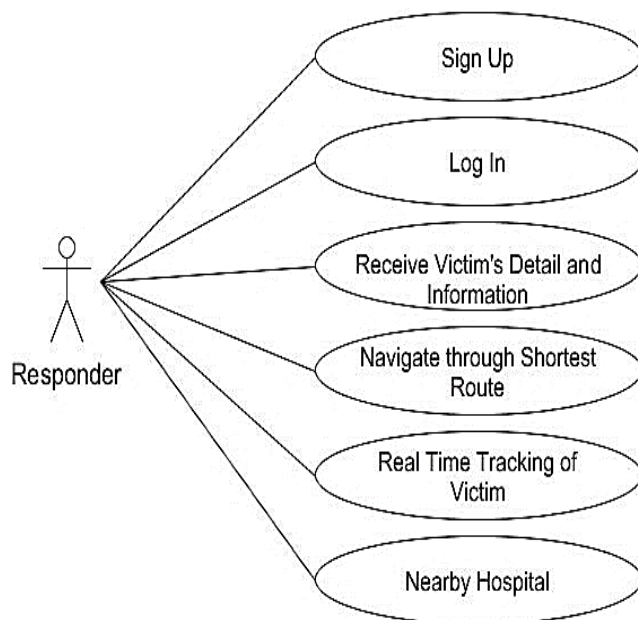 Sign Up
Log In
Receive Victim's Detail and
Information
Responder
Navigate through Shortest
Route
Real Time Tracking of
Victim
Nearby Hospital